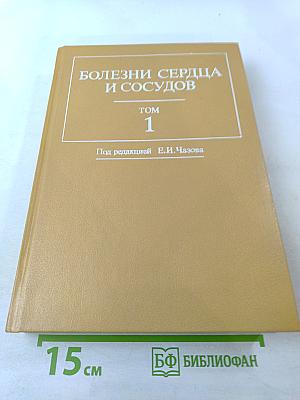 БОЛЕЗНИ СЕРДЦА
И СОСУДОВ
ТОМ
1
Под редакцией Е.И.Чазова
15 см
БФ БИБЛИОФАН